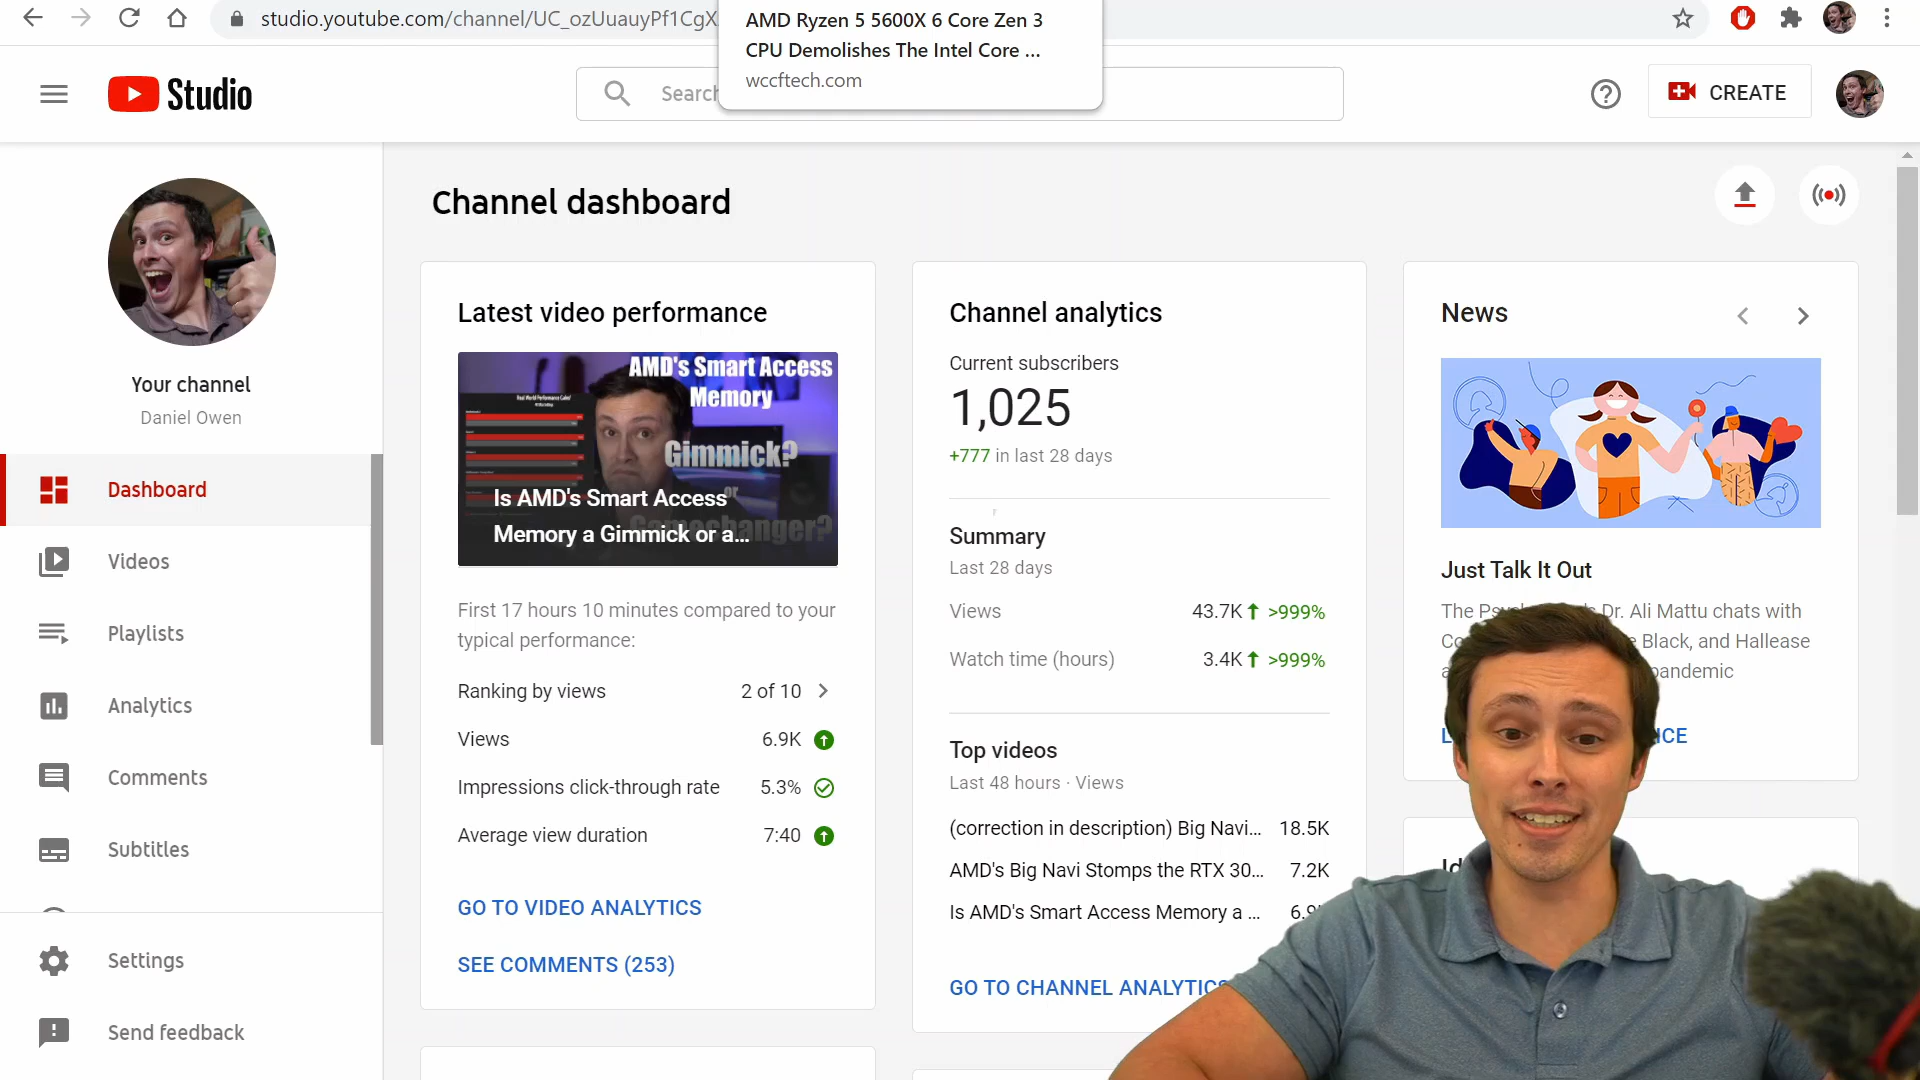 studio.youtube.com/channel/UC_ozUuauyPf1CgX
AMD Ryzen 5 5600X 6 Core Zen 3
CPU Demolishes The Intel Core ...
wccftech.com
Studio
Search
CREATE
Your channel
Daniel Owen
Dashboard
Videos
Playlists
Analytics
Comments
Subtitles
Settings
Send feedback
Channel dashboard
Latest video performance
AMD's Smart Access
Memory
Gimmick?
or
Gamechanger?
Is AMD's Smart Access
Memory a Gimmick or a...
First 17 hours 10 minutes compared to your
typical performance:
Ranking by views 2 of 10
Views 6.9K
Impressions click-through rate 5.3%
Average view duration 7:40
GO TO VIDEO ANALYTICS
SEE COMMENTS (253)
Channel analytics
Current subscribers
1,025
+777 in last 28 days
Summary
Last 28 days
Views 43.7K >999%
Watch time (hours) 3.4K >999%
Top videos
Last 48 hours · Views
(correction in description) Big Navi... 18.5K
AMD's Big Navi Stomps the RTX 30... 7.2K
Is AMD's Smart Access Memory a ... 6.9
GO TO CHANNEL ANALYTICS
News
Just Talk It Out
The Dr. Ali Mattu chats with
Black, and Hallease
pandemic